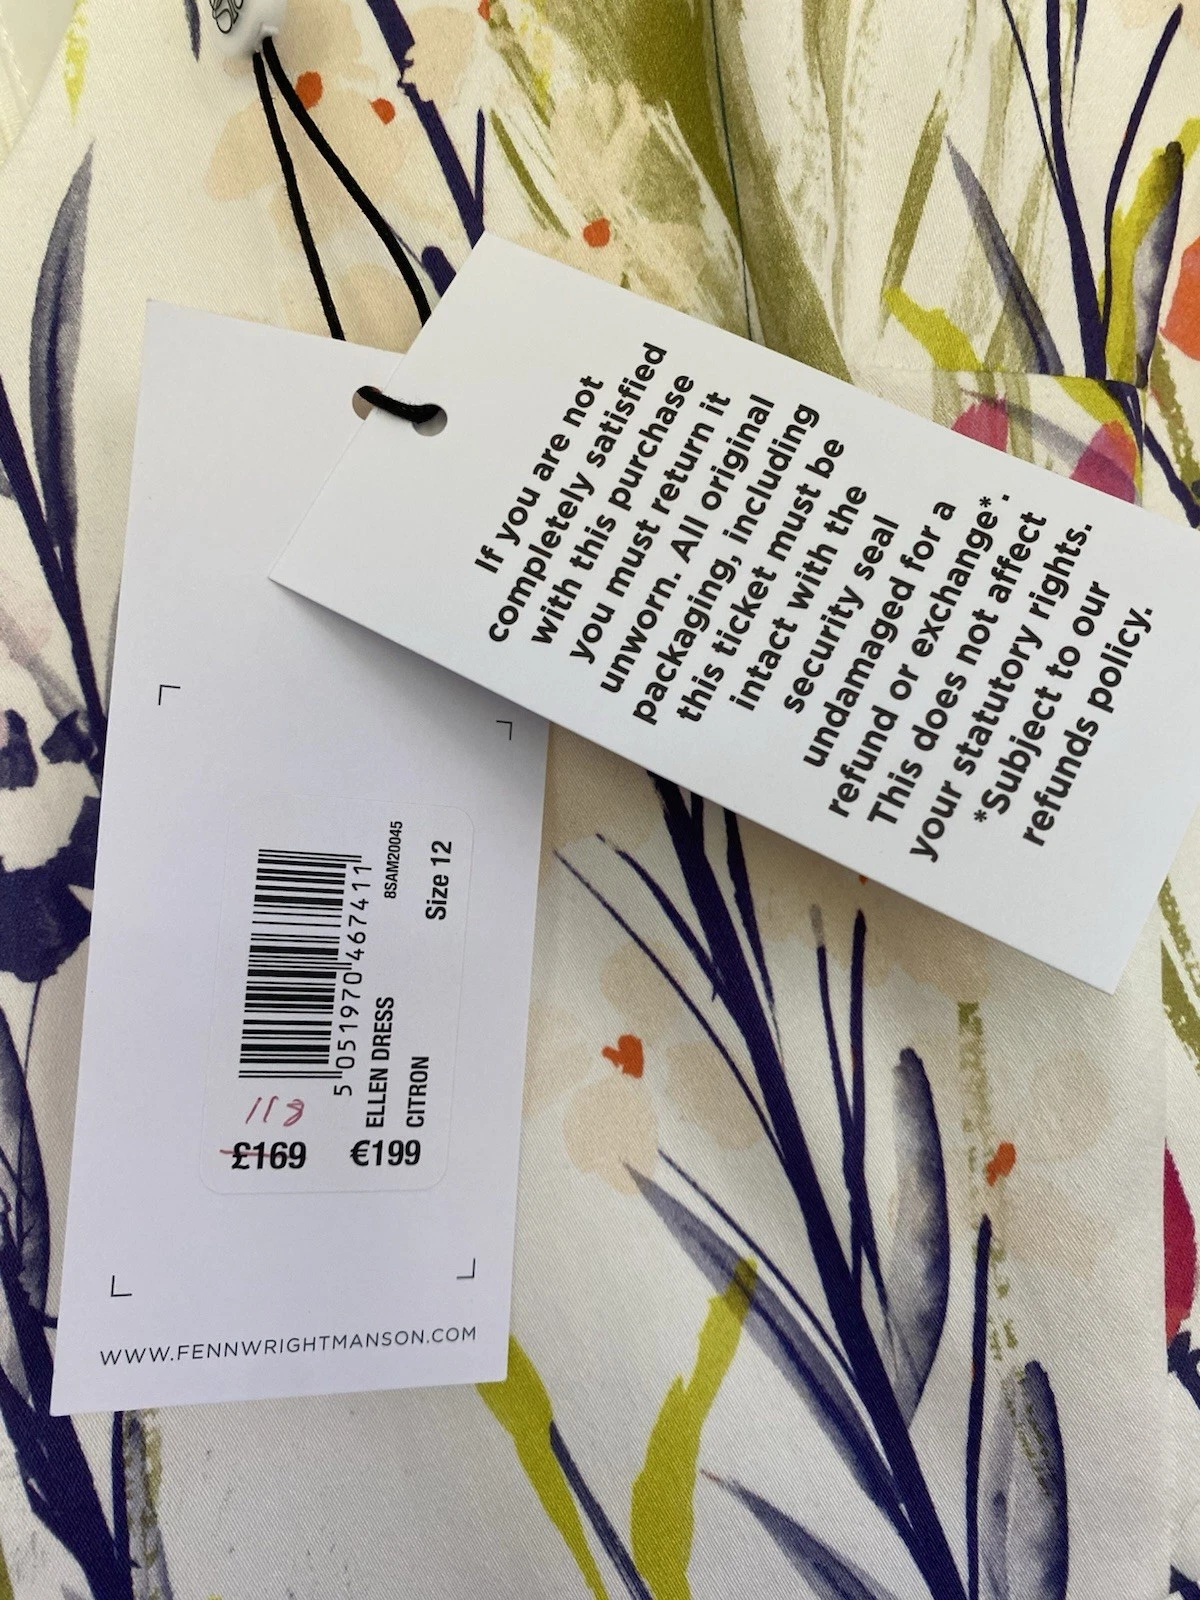 If you are not
completely satisfied
with this purchase
you must return it
unworn. All original
packaging, including
this ticket must be
intact with the
security seal
undamaged for a
refund or exchange*.
This does not affect
your statutory rights.
*Subject to our
refunds policy.
5 051970 467411
8SAM20045
ELLEN DRESS
CITRON
Size 12
118
£169 €199
WWW.FENNWRIGHTMANSON.COM